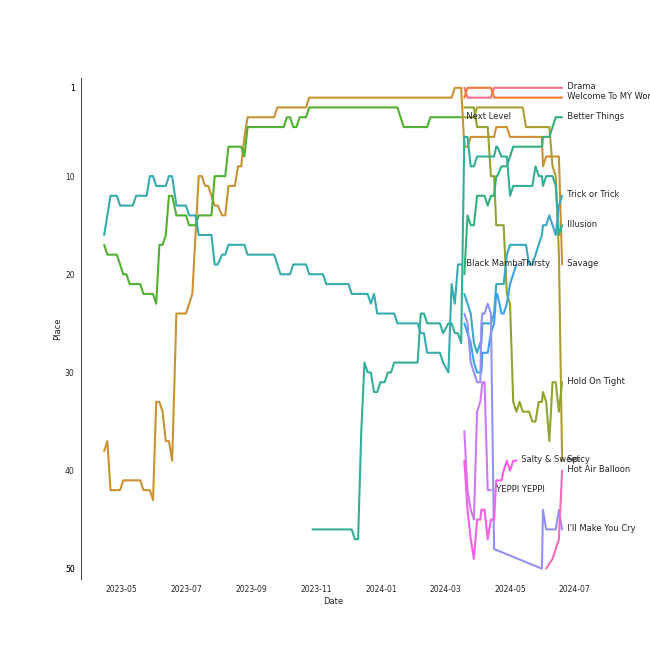 1
Drama
Welcome To MY Wor
Next Level
Better Things
10
Trick or Trick
Illusion
20
Black Mamba
Thirsty
Savage
Place
30
Hold On Tight
40
Salty & Sweet
Spicy
Hot Air Balloon
YEPPI YEPPI
I'll Make You Cry
50
2023-05
2023-07
2023-09
2023-11
2024-01
2024-03
2024-05
2024-07
Date